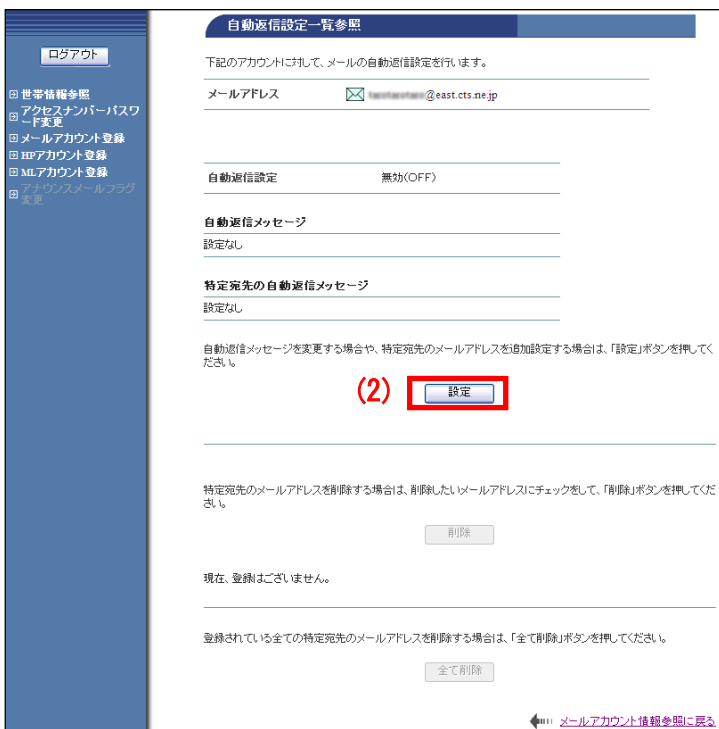 自動返信設定一覧参照
ログアウト
下記のアカウントに対して、メールの自動返信設定を行います。
世帯情報参照
アクセスナンバーパスワ
ード変更
メールアカウント登録
HPアカウント登録
MLアカウント登録
アナウンスメールフラグ
変更
メールアドレス
@east.cts.ne.jp
自動返信設定 無効(OFF)
自動返信メッセージ
設定なし
特定宛先の自動返信メッセージ
設定なし
自動返信メッセージを変更する場合や、特定宛先のメールアドレスを追加設定する場合は、「設定」ボタンを押してく
ださい。
(2) 設定
特定宛先のメールアドレスを削除する場合は、削除したいメールアドレスにチェックをして、「削除」ボタンを押してくだ
さい。
削除
現在、登録はございません。
登録されている全ての特定宛先のメールアドレスを削除する場合は、「全て削除」ボタンを押してください。
全て削除
メールアカウント情報参照に戻る